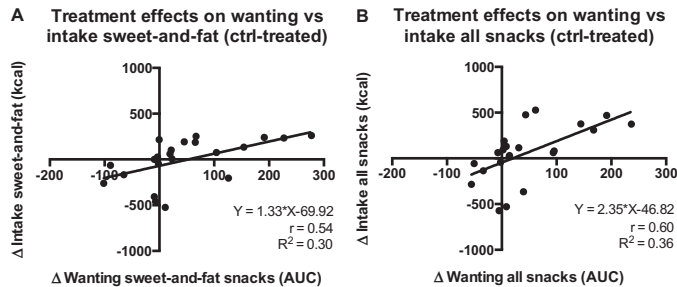 A
Treatment effects on wanting vs
intake sweet-and-fat (ctrl-treated)
Δ Intake sweet-and-fat (kcal)
1000
500
-200
-100
0
100
200
300
-500
-1000
Y = 1.33*X-69.92
r = 0.54
R² = 0.30
Δ Wanting sweet-and-fat snacks (AUC)
B
Treatment effects on wanting vs
intake all snacks (ctrl-treated)
Δ Intake all snacks (kcal)
1000
500
-200
-100
0
100
200
300
-500
-1000
Y = 2.35*X-46.82
r = 0.60
R² = 0.36
Δ Wanting all snacks (AUC)